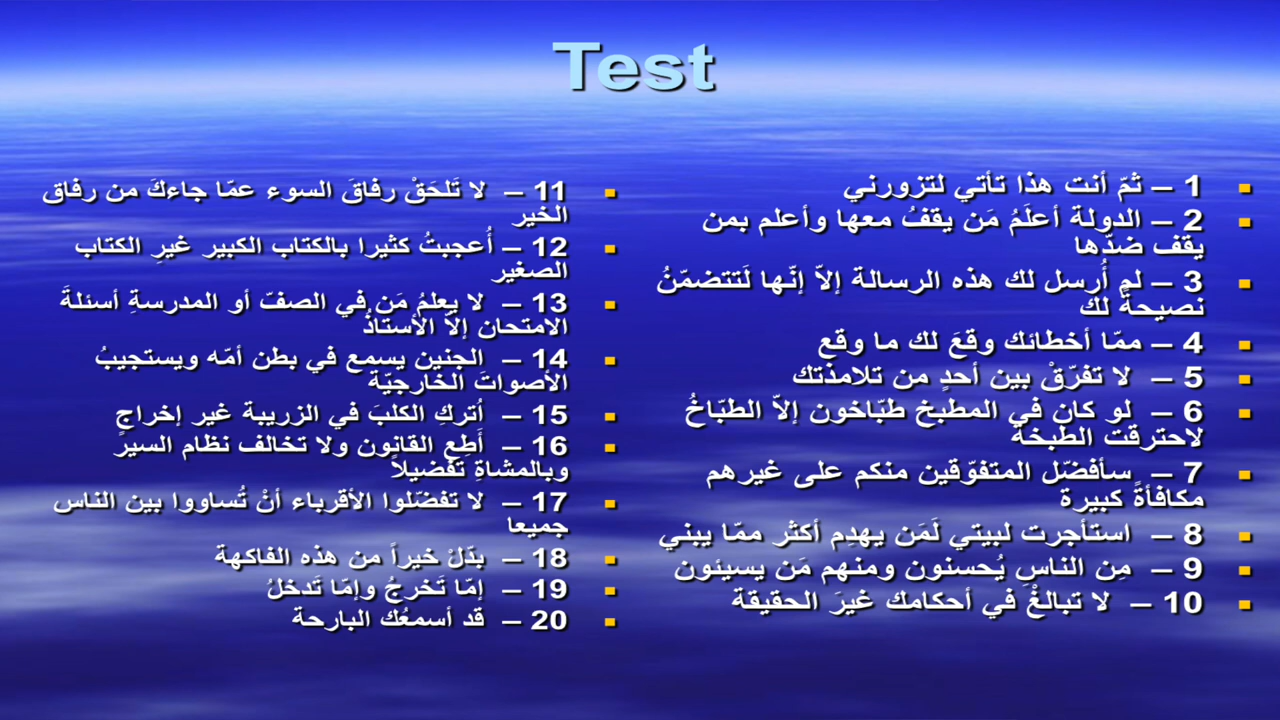 Test
1 – ثمّ أنت هذا تأتي لتزورني
2 – الدولة أعلَمُ مَن يقفُ معها وأعلم بمن
يقف ضدّها
3 – لم أُرسل لك هذه الرسالة إلاّ إنّها لَتتضمّنُ
نصيحةً لك
4 – ممّا أخطائك وقعَ لك ما وقع
5 – لا تفرّقْ بين أحدٍ من تلامذتك
6 – لو كان في المطبخ طبّاخون إلاّ الطبّاخُ
لاحترقت الطبخة
7 – سأفضّل المتفوّقين منكم على غيرهم
مكافأةً كبيرة
8 – استأجرت لبيتي لَمَن يهدِم أكثر ممّا يبني
9 – مِن الناسِ يُحسنون ومنهم مَن يسيئون
10 – لا تبالغْ في أحكامك غيرَ الحقيقة
11 – لا تَلحَقْ رفاقَ السوء عمّا جاءكَ من رفاق
الخير
12 – أُعجبتُ كثيرا بالكتاب الكبير غيرِ الكتاب
الصغير
13 – لا يعلمُ مَن في الصفّ أو المدرسةِ أسئلةَ
الامتحان إلاّ الأستاذُ
14 – الجنين يسمع في بطن أمّه ويستجيبُ
الأصواتَ الخارجيّة
15 – اُتركِ الكلبَ في الزريبة غير إخراجٍ
16 – أَطِعِ القانون ولا تخالف نظام السير
وبالمشاةِ تفضيلاً
17 – لا تفضّلوا الأقرباء أنْ تُساووا بين الناس
جميعا
18 – بدّلْ خيراً من هذه الفاكهة
19 – إمّا تَخرجُ وإمّا تَدخلُ
20 – قد أسمعُك البارحة